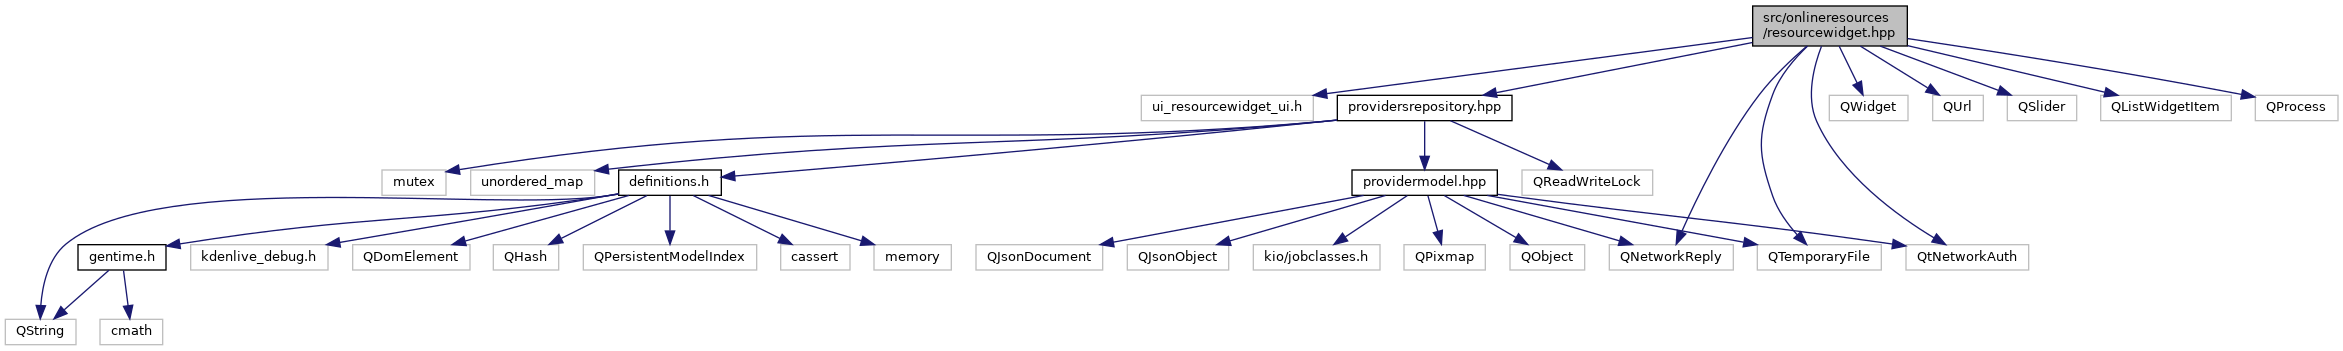 src/onlineresources
/resourcewidget.hpp
ui_resourcewidget_ui.h
providersrepository.hpp
QWidget
QUrl
QSlider
QListWidgetItem
QProcess
mutex
unordered_map
definitions.h
providermodel.hpp
QReadWriteLock
gentime.h
kdenlive_debug.h
QDomElement
QHash
QPersistentModelIndex
cassert
memory
QJsonDocument
QJsonObject
kio/jobclasses.h
QPixmap
QObject
QNetworkReply
QTemporaryFile
QtNetworkAuth
QString
cmath